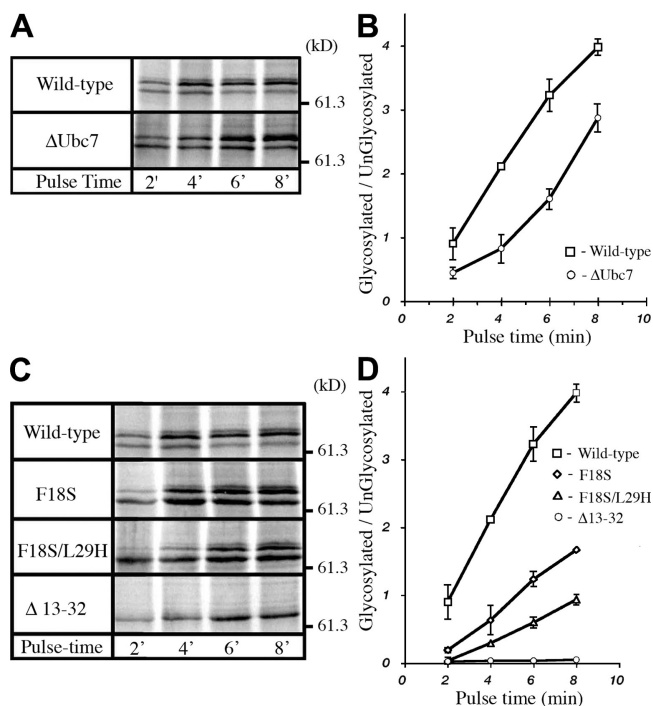 A
(kD)
Wild-type
61.3
ΔUbc7
61.3
Pulse Time 2' 4' 6' 8'
B
Glycosylated / UnGlycosylated
4
3
2
1
0
□ - Wild-type
○ - ΔUbc7
0 2 4 6 8 10
Pulse time (min)
C
(kD)
Wild-type
61.3
F18S
61.3
F18S/L29H
61.3
Δ 13-32
61.3
Pulse-time 2' 4' 6' 8'
D
Glycosylated / UnGlycosylated
4
3
2
1
0
□ - Wild-type
◇ - F18S
△ - F18S/L29H
○ - Δ13-32
0 2 4 6 8 10
Pulse time (min)